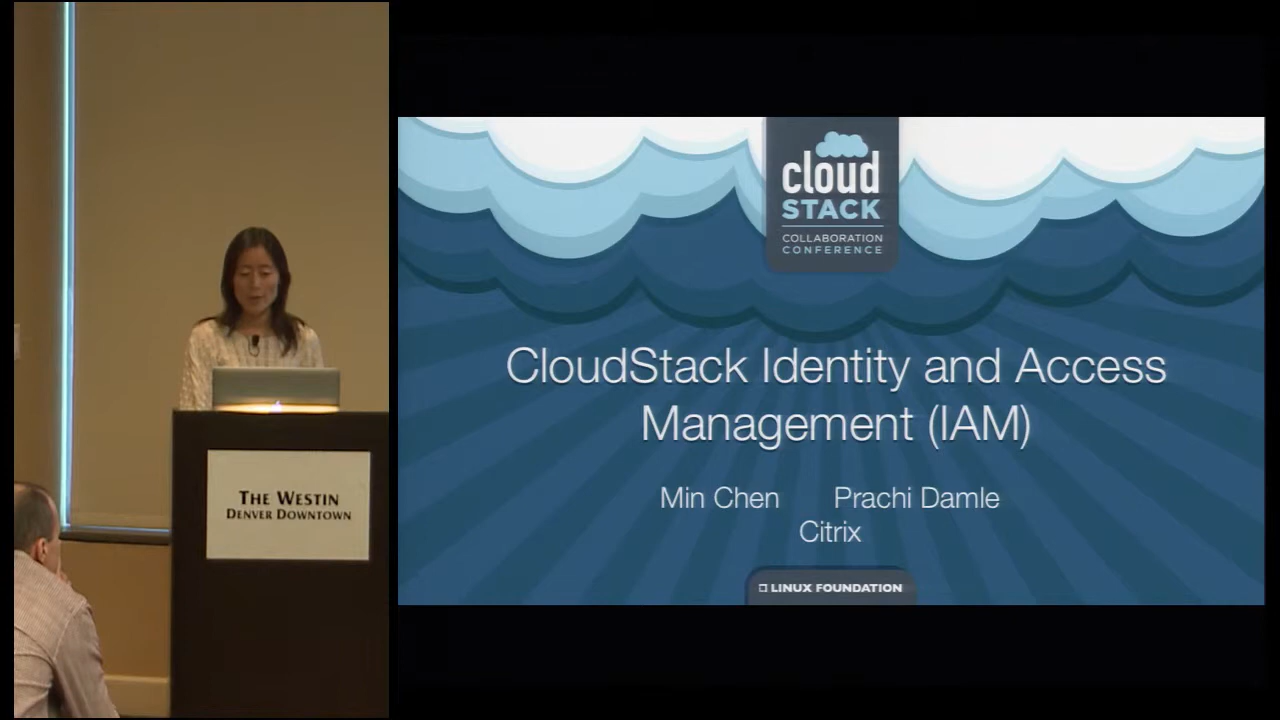 cloud
STACK
COLLABORATION
CONFERENCE
CloudStack Identity and Access
Management (IAM)
Min Chen Prachi Damle
Citrix
LINUX FOUNDATION
THE WESTIN
DENVER DOWNTOWN